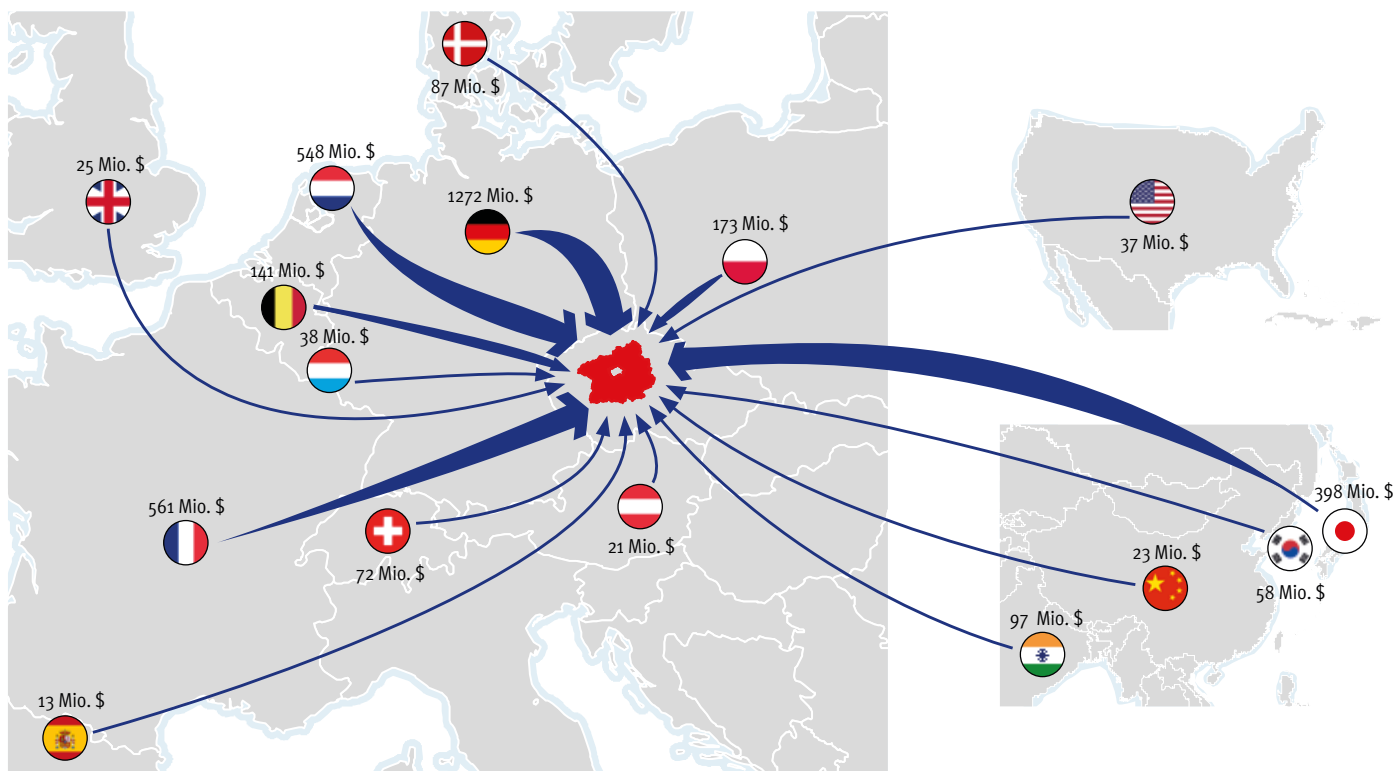 87 Mio. $
548 Mio. $
25 Mio. $
1272 Mio. $
173 Mio. $
37 Mio. $
141 Mio. $
38 Mio. $
561 Mio. $
398 Mio. $
72 Mio. $
21 Mio. $
23 Mio. $
58 Mio. $
97 Mio. $
13 Mio. $